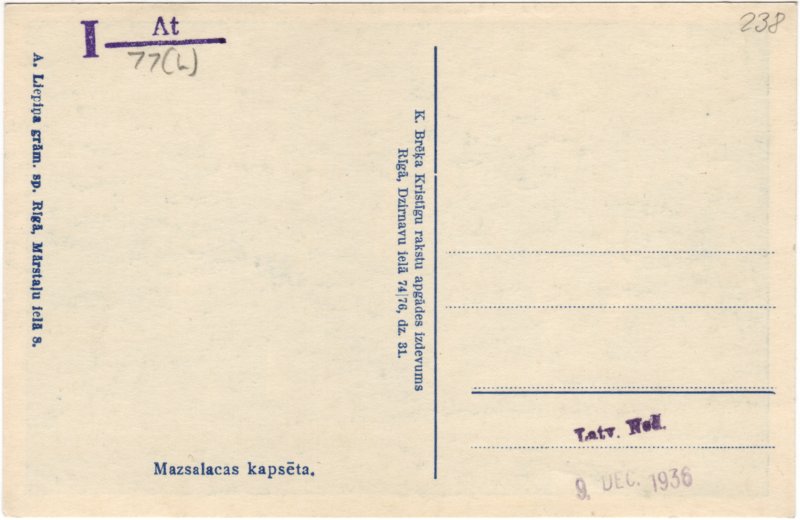 I At
77(L)
238
A. Liepiņa grām. sp. Rīgā, Mārstaļu ielā 8.
K. Brēķa Kristīgu rakstu apgādes izdevums
Rīgā, Dzirnavu ielā 74/76, dz. 31.
Latv. Nod.
9. DEC. 1936
Mazsalacas kapsēta.